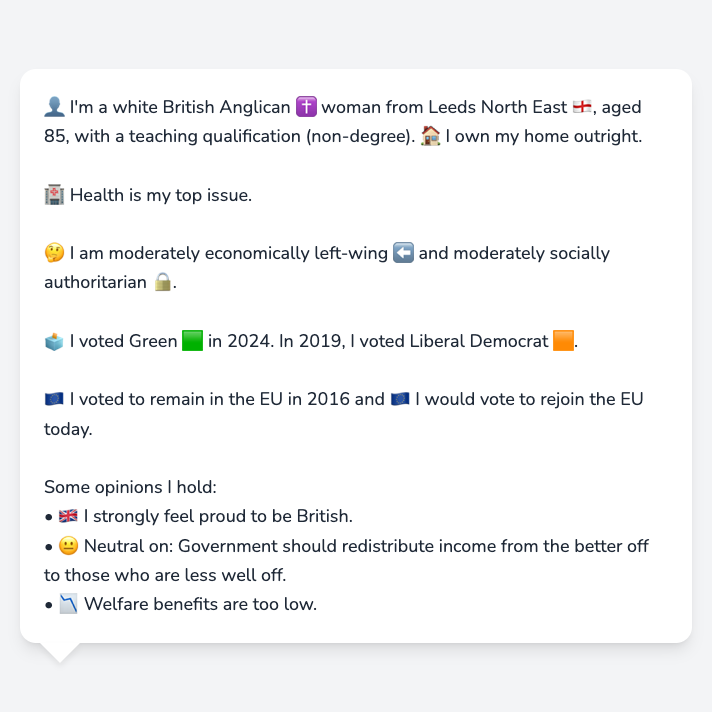 👤 I'm a white British Anglican ✝️ woman from Leeds North East 🏴󠁧󠁢󠁥󠁮󠁧󠁿, aged
85, with a teaching qualification (non-degree). 🏠 I own my home outright.
🏥 Health is my top issue.
🤔 I am moderately economically left-wing ⬅️ and moderately socially
authoritarian 🔒.
🗳️ I voted Green 🟩 in 2024. In 2019, I voted Liberal Democrat 🟧.
🇪🇺 I voted to remain in the EU in 2016 and 🇪🇺 I would vote to rejoin the EU
today.
Some opinions I hold:
• 🇬🇧 I strongly feel proud to be British.
• 😐 Neutral on: Government should redistribute income from the better off
to those who are less well off.
• 📉 Welfare benefits are too low.